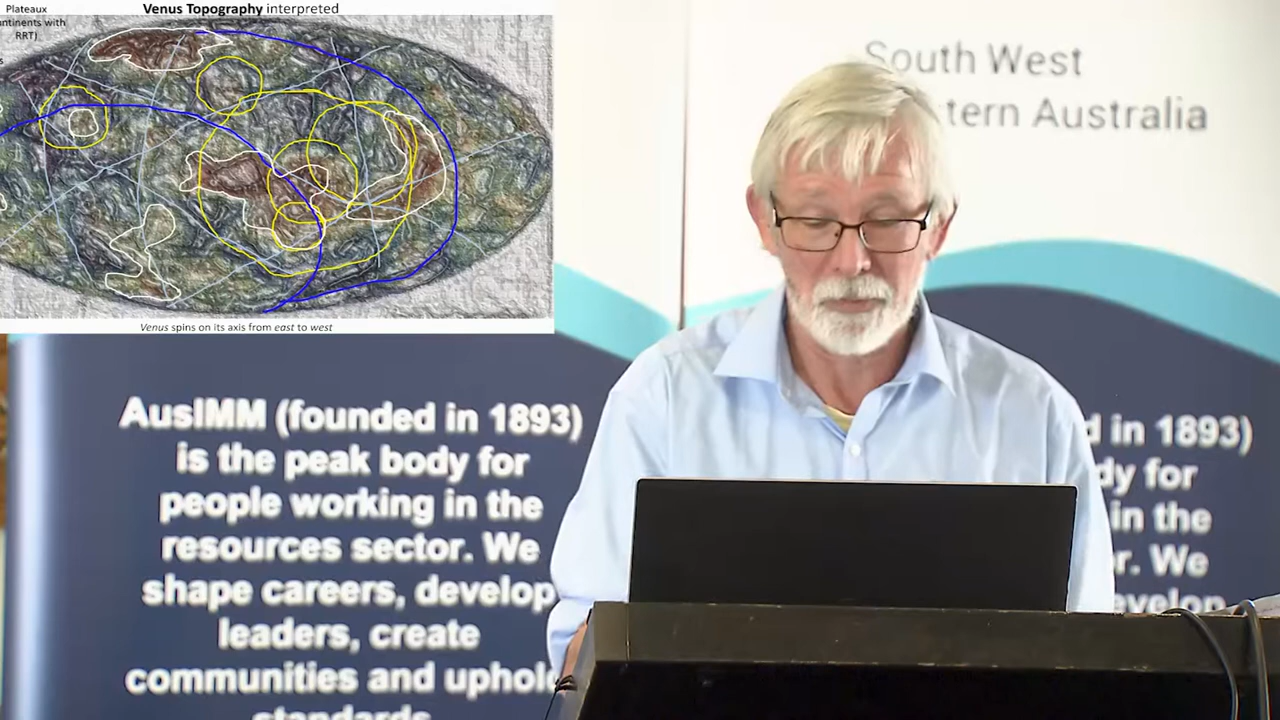 Plateaux
Venus Topography interpreted
ntinents with
RRT)
Venus spins on its axis from east to west
South West
tern Australia
AusIMM (founded in 1893)
is the peak body for
people working in the
resources sector. We
shape careers, develop
leaders, create
communities and uphol
standards
d in 1893)
dy for
in the
r. We
evelop